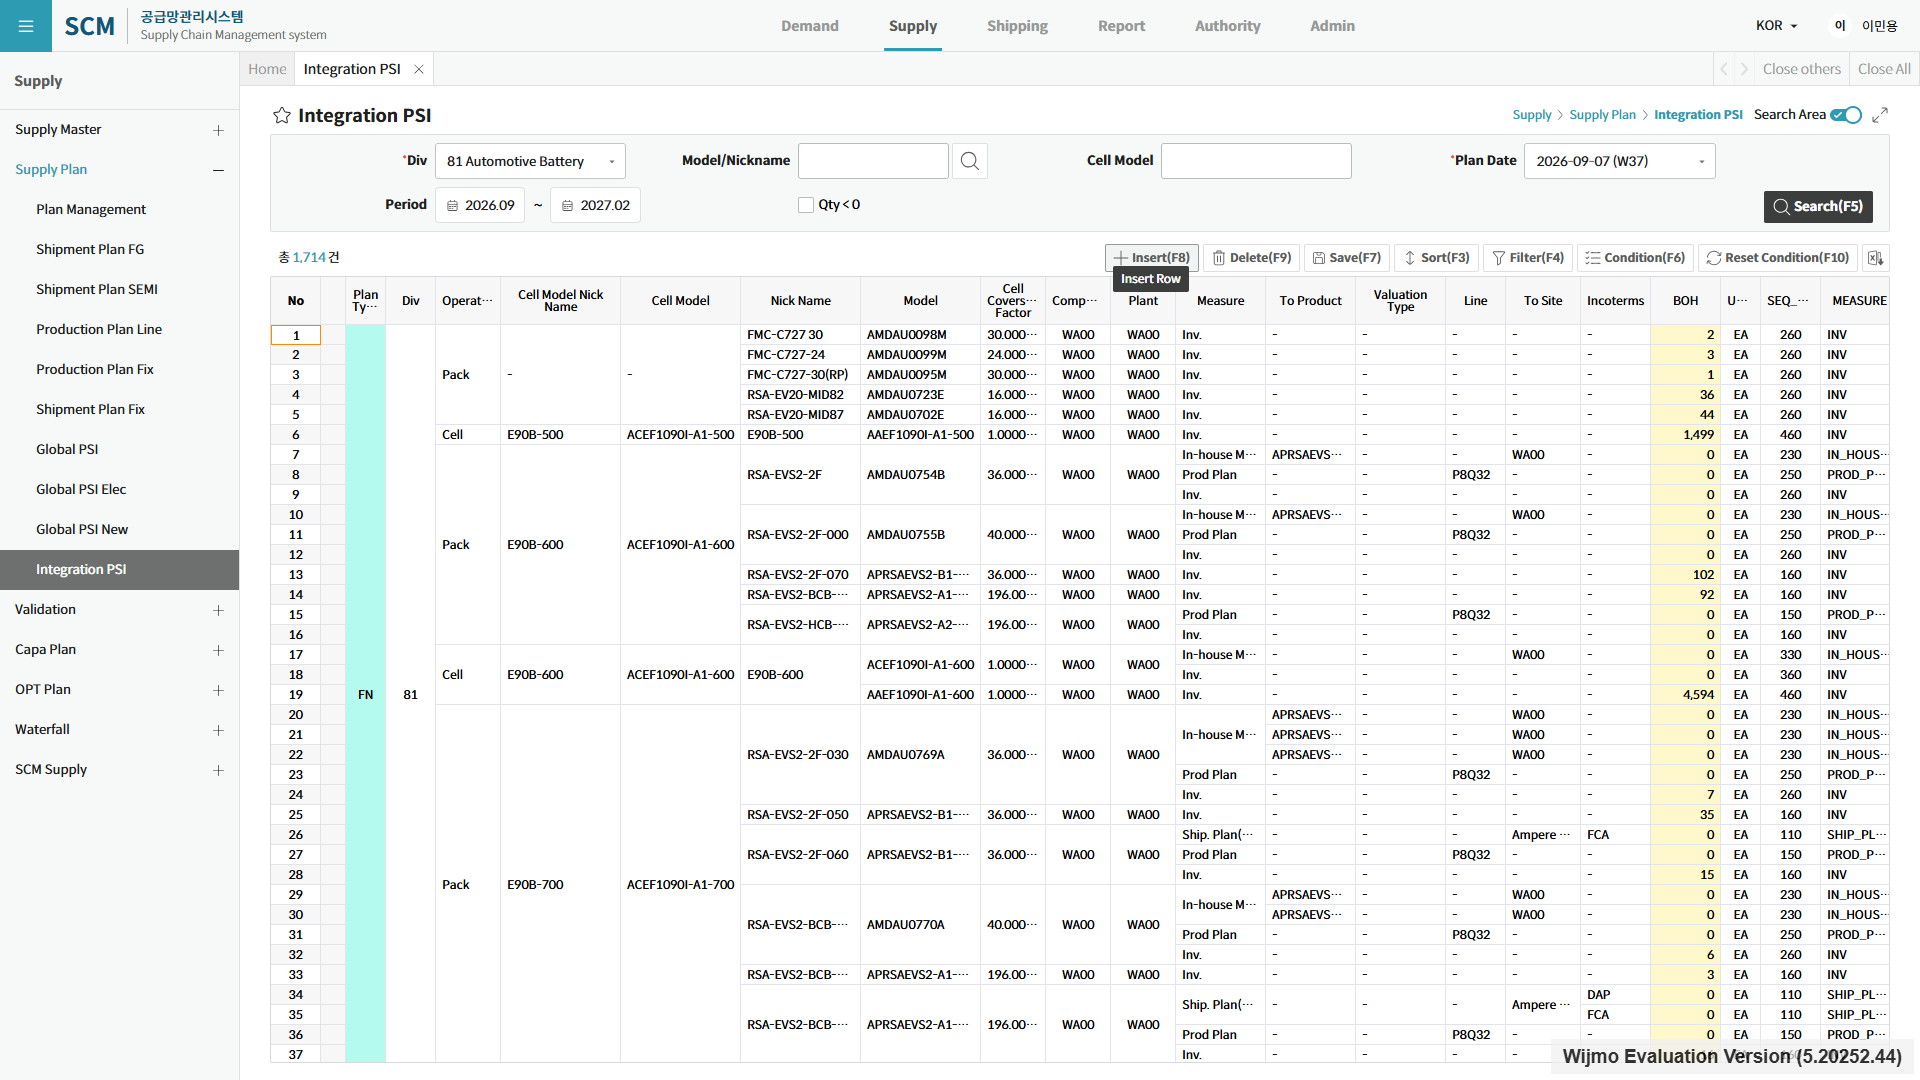 SCM 공급망관리시스템
Supply Chain Management system
Demand Supply Shipping Report Authority Admin
KOR 이 이민용
Supply
Supply Master
Supply Plan
Plan Management
Shipment Plan FG
Shipment Plan SEMI
Production Plan Line
Production Plan Fix
Shipment Plan Fix
Global PSI
Global PSI Elec
Global PSI New
Integration PSI
Validation
Capa Plan
OPT Plan
Waterfall
SCM Supply
Home Integration PSI Close others Close All
Integration PSI
Supply > Supply Plan > Integration PSI Search Area
*Div 81 Automotive Battery Model/Nickname Cell Model *Plan Date 2026-09-07 (W37)
Period 2026.09 ~ 2027.02 Qty < 0 Search(F5)
총 1,714 건
Insert(F8) Delete(F9) Save(F7) Sort(F3) Filter(F4) Condition(F6) Reset Condition(F10)
Insert Row
No Plan Ty··· Div Operat··· Cell Model Nick Name Cell Model Nick Name Model Cell Covers··· Factor Comp··· Plant Measure To Product Valuation Type Line To Site Incoterms BOH U··· SEQ_··· MEASURE
1 FMC-C727 30 AMDAU0098M 30.000··· WA00 WA00 Inv. - - - - - 2 EA 260 INV
2 FMC-C727-24 AMDAU0099M 24.000··· WA00 WA00 Inv. - - - - - 3 EA 260 INV
3 Pack - - FMC-C727-30(RP) AMDAU0095M 30.000··· WA00 WA00 Inv. - - - - - 1 EA 260 INV
4 RSA-EV20-MID82 AMDAU0723E 16.000··· WA00 WA00 Inv. - - - - - 36 EA 260 INV
5 RSA-EV20-MID87 AMDAU0702E 16.000··· WA00 WA00 Inv. - - - - - 44 EA 260 INV
6 Cell E90B-500 ACEF1090I-A1-500 E90B-500 AAEF1090I-A1-500 1.0000··· WA00 WA00 Inv. - - - - - 1,499 EA 460 INV
7 In-house M··· APRSAEVS··· - - WA00 - 0 EA 230 IN_HOUS···
8 RSA-EVS2-2F AMDAU0754B 36.000··· WA00 WA00 Prod Plan - - P8Q32 - - 0 EA 250 PROD_P···
9 Inv. - - - - - 0 EA 260 INV
10 In-house M··· APRSAEVS··· - - WA00 - 0 EA 230 IN_HOUS···
11 Pack E90B-600 ACEF1090I-A1-600 RSA-EVS2-2F-000 AMDAU0755B 40.000··· WA00 WA00 Prod Plan - - P8Q32 - - 0 EA 250 PROD_P···
12 Inv. - - - - - 0 EA 260 INV
13 RSA-EVS2-2F-070 APRSAEVS2-B1-··· 36.000··· WA00 WA00 Inv. - - - - - 102 EA 160 INV
14 RSA-EVS2-BCB-··· APRSAEVS2-A1-··· 196.00··· WA00 WA00 Inv. - - - - - 92 EA 160 INV
15 RSA-EVS2-HCB-··· APRSAEVS2-A2-··· 196.00··· WA00 WA00 Prod Plan - - P8Q32 - - 0 EA 150 PROD_P···
16 Inv. - - - - - 0 EA 160 INV
17 ACEF1090I-A1-600 1.0000··· WA00 WA00 In-house M··· - - - WA00 - 0 EA 330 IN_HOUS···
18 Cell E90B-600 ACEF1090I-A1-600 E90B-600 Inv. - - - - - 0 EA 360 INV
19 FN 81 AAEF1090I-A1-600 1.0000··· WA00 WA00 Inv. - - - - - 4,594 EA 460 INV
20 APRSAEVS··· - - WA00 - 0 EA 230 IN_HOUS···
21 In-house M··· APRSAEVS··· - - WA00 - 0 EA 230 IN_HOUS···
22 RSA-EVS2-2F-030 AMDAU0769A 36.000··· WA00 WA00 APRSAEVS··· - - WA00 - 0 EA 230 IN_HOUS···
23 Prod Plan - - P8Q32 - - 0 EA 250 PROD_P···
24 Inv. - - - - - 7 EA 260 INV
25 RSA-EVS2-2F-050 APRSAEVS2-B1-··· 36.000··· WA00 WA00 Inv. - - - - - 35 EA 160 INV
26 Ship. Plan(··· - - - Ampere ··· FCA 0 EA 110 SHIP_PL···
27 RSA-EVS2-2F-060 APRSAEVS2-B1-··· 36.000··· WA00 WA00 Prod Plan - - P8Q32 - - 0 EA 150 PROD_P···
28 Inv. - - - - - 15 EA 160 INV
29 Pack E90B-700 ACEF1090I-A1-700 In-house M··· APRSAEVS··· - - WA00 - 0 EA 230 IN_HOUS···
30 APRSAEVS··· - - WA00 - 0 EA 230 IN_HOUS···
31 RSA-EVS2-BCB-··· AMDAU0770A 40.000··· WA00 WA00 Prod Plan - - P8Q32 - - 0 EA 250 PROD_P···
32 Inv. - - - - - 6 EA 260 INV
33 RSA-EVS2-BCB-··· APRSAEVS2-A1-··· 196.00··· WA00 WA00 Inv. - - - - - 3 EA 160 INV
34 Ship. Plan(··· - - - Ampere ··· DAP 0 EA 110 SHIP_PL···
35 FCA 0 EA 110 SHIP_PL···
36 RSA-EVS2-BCB-··· APRSAEVS2-A1-··· 196.00··· WA00 WA00 Prod Plan - - P8Q32 - - 0 EA 150 PROD_P···
37 Inv. - - - -
Wijmo Evaluation Version (5.20252.44)